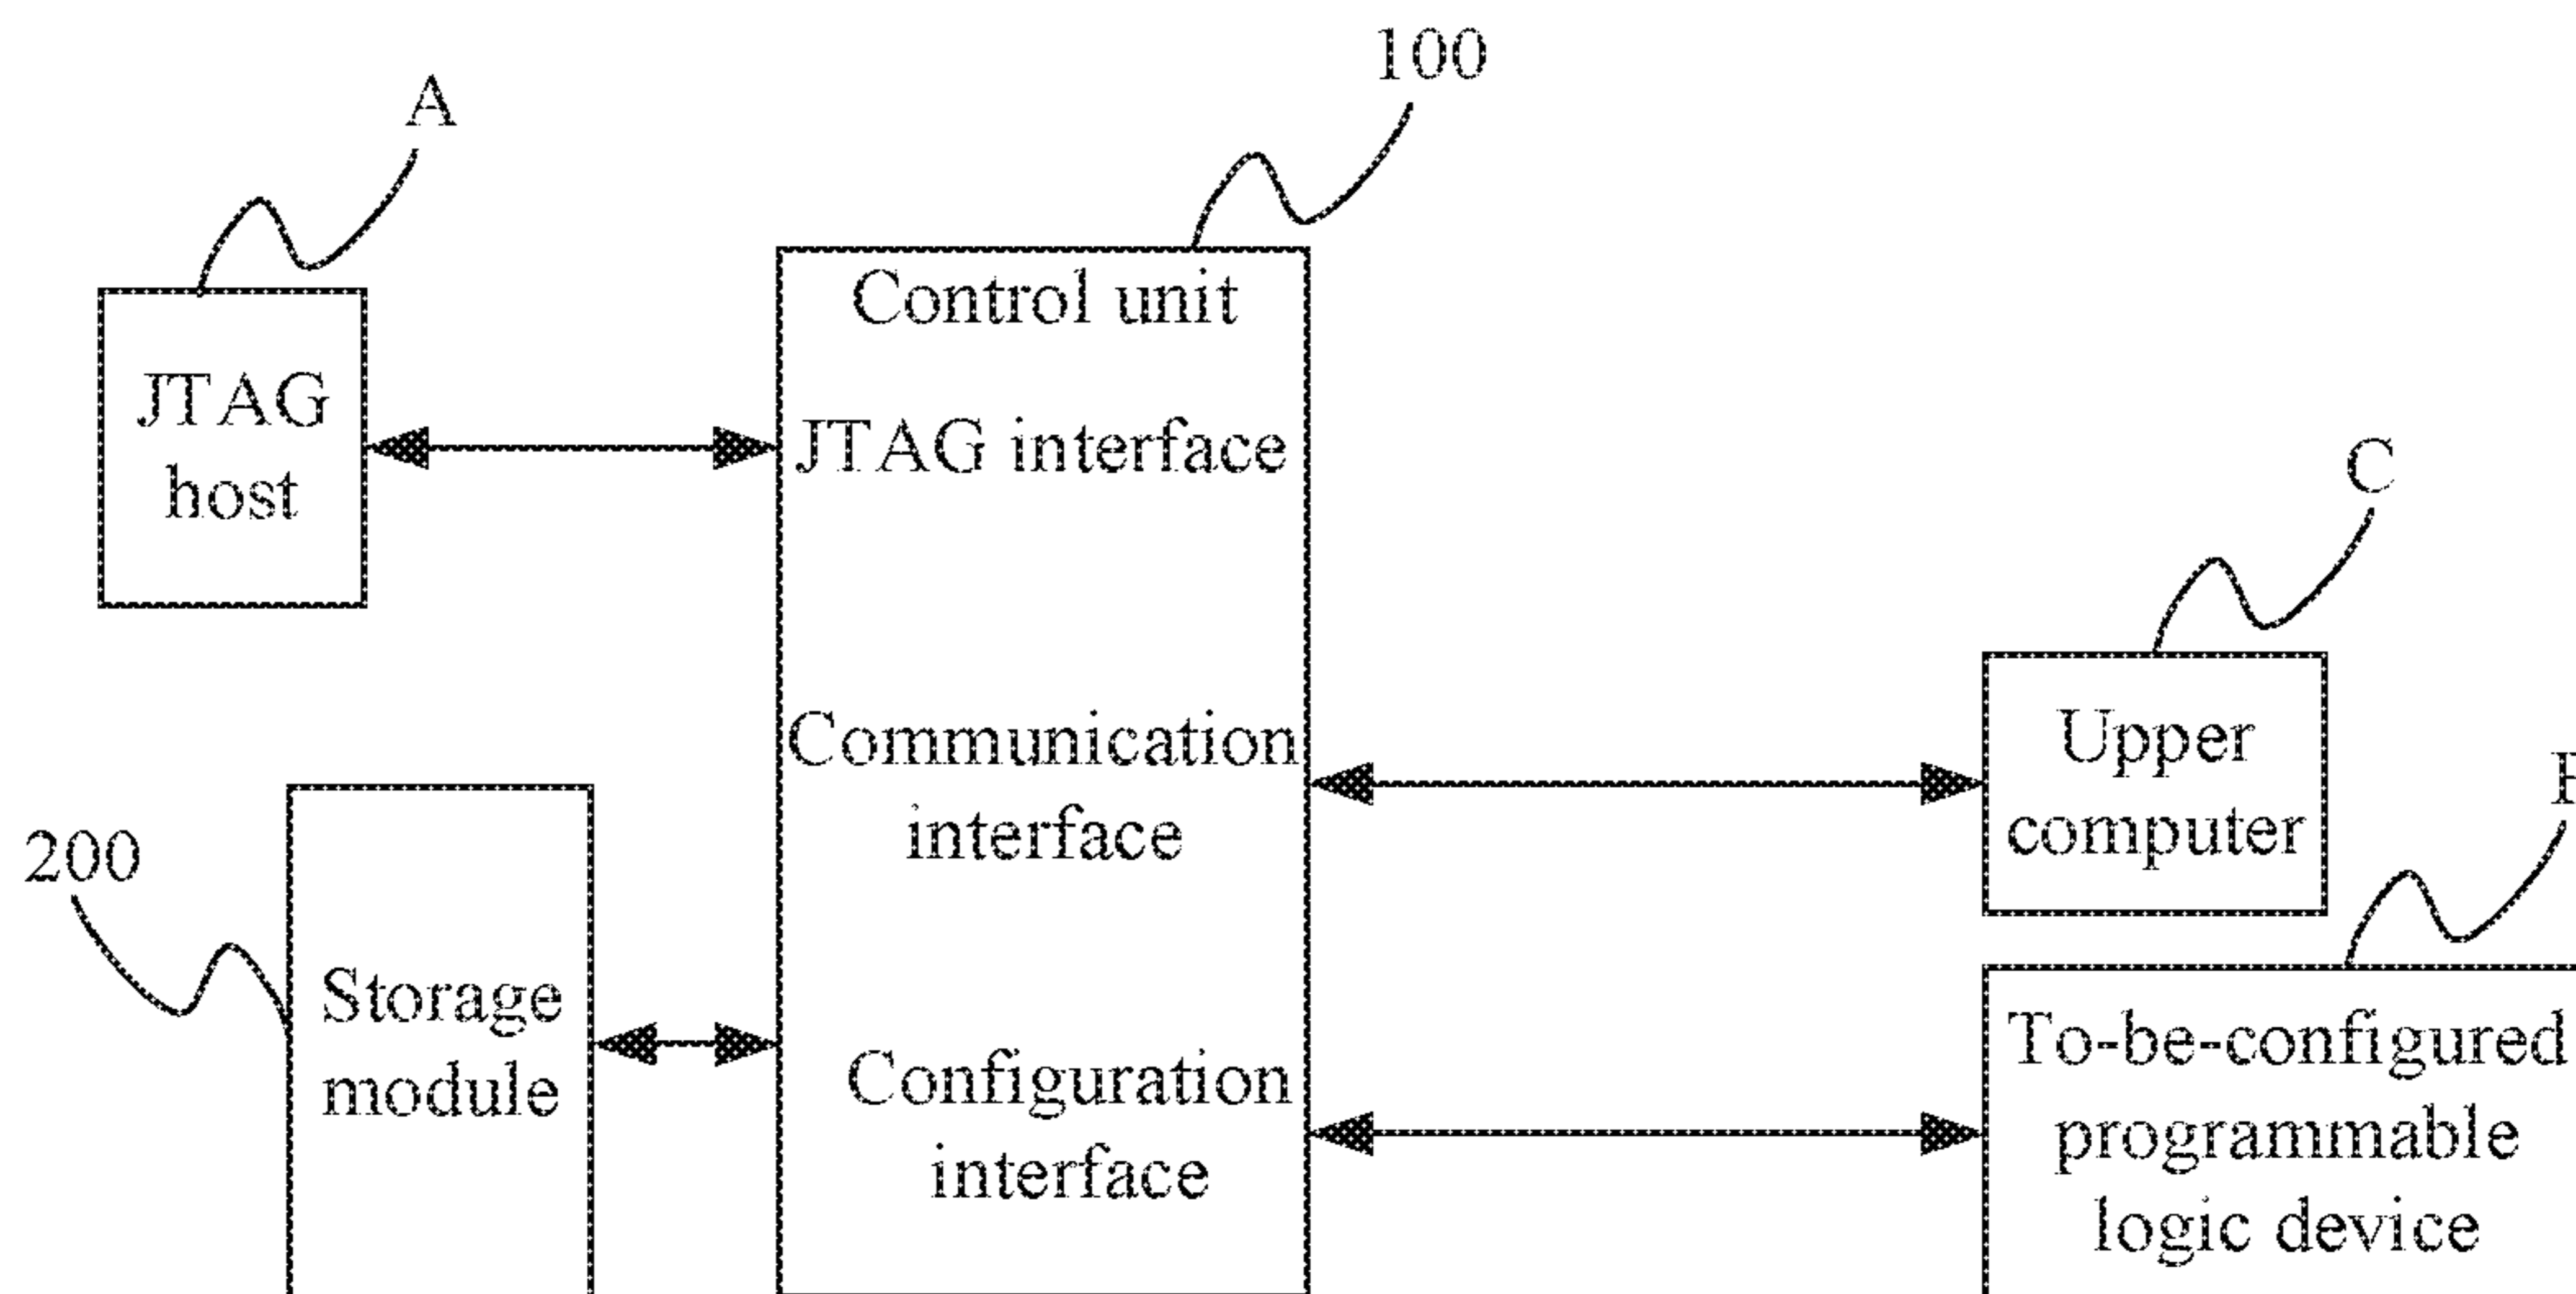 100
A
Control unit
JTAG
host
JTAG interface
C
Communication
interface
Upper
computer
200
Storage
module
Configuration
interface
To-be-configured
programmable
logic device